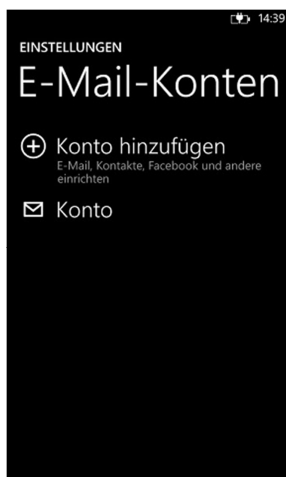 14:39
EINSTELLUNGEN
E-Mail-Konten
Konto hinzufügen
E-Mail, Kontakte, Facebook und andere
einrichten
Konto